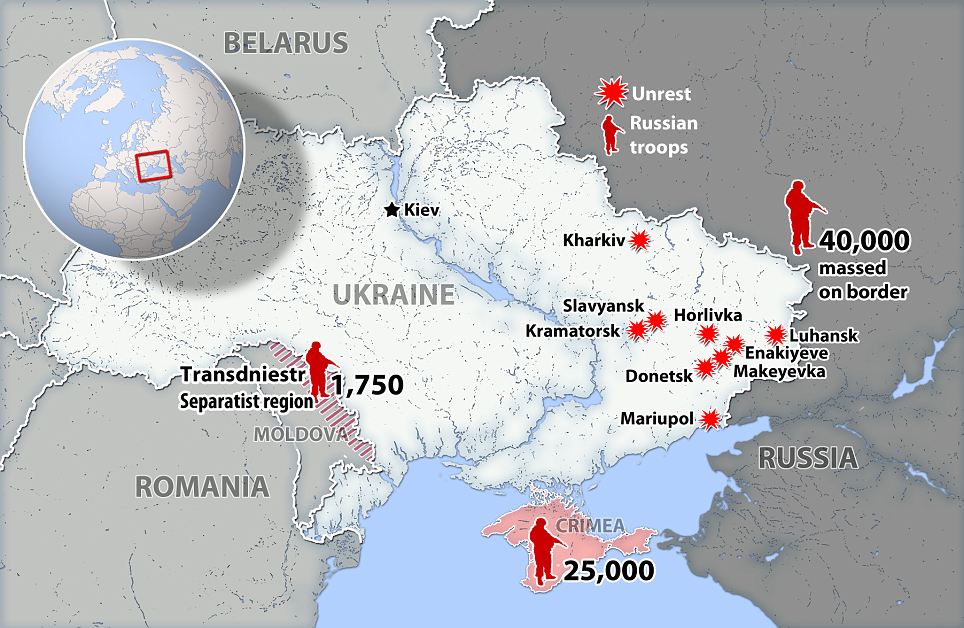 BELARUS
Unrest
Russian
troops
Kiev
40,000
massed
on border
Kharkiv
UKRAINE
Slavyansk
Horlivka
Kramatorsk
Luhansk
Enakiyeve
Makeyevka
Transdniestr
1,750
Donetsk
Separatist region
Mariupol
MOLDOVA
RUSSIA
ROMANIA
CRIMEA
25,000